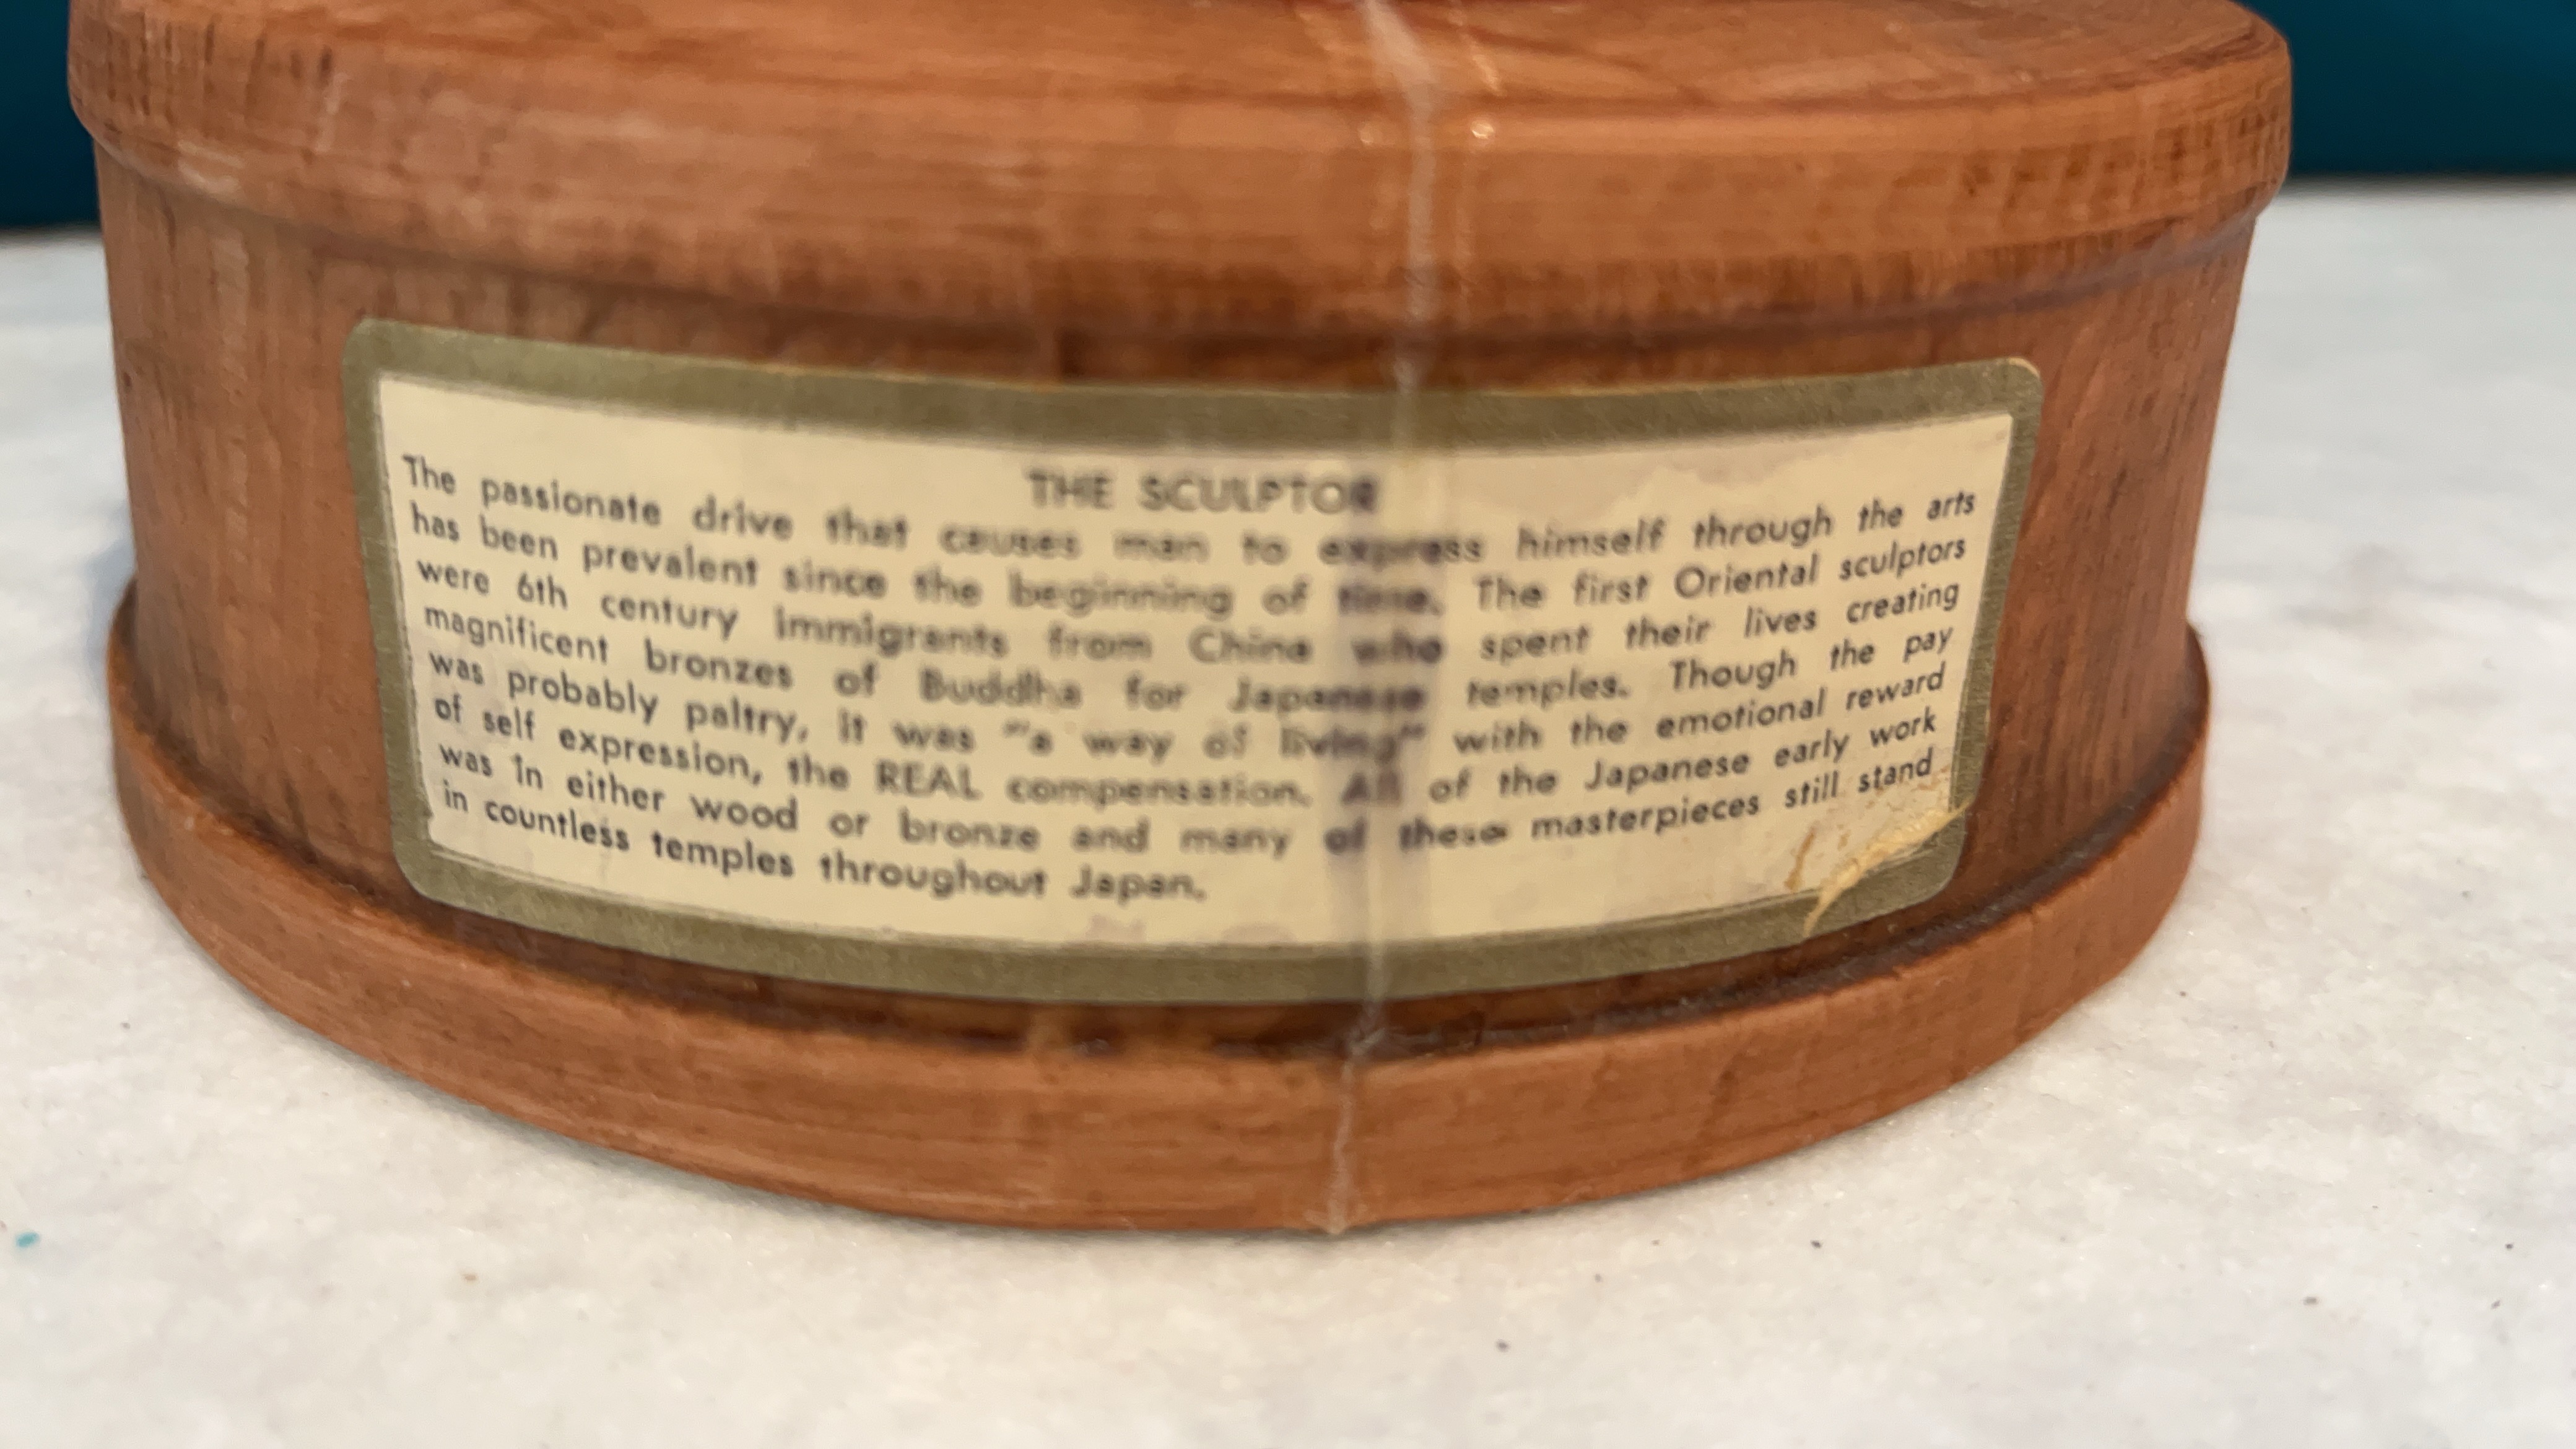 THE SCULPTOR
The passionate drive that causes man to express himself through the arts
has been prevalent since the beginning of time. The first Oriental sculptors
were 6th century immigrants from China who spent their lives creating
magnificent bronzes of Buddha for Japanese temples. Though the pay
was probably paltry, it was "a way of living" with the emotional reward
of self expression, the REAL compensation. All of the Japanese early work
was in either wood or bronze and many of these masterpieces still stand
in countless temples throughout Japan.